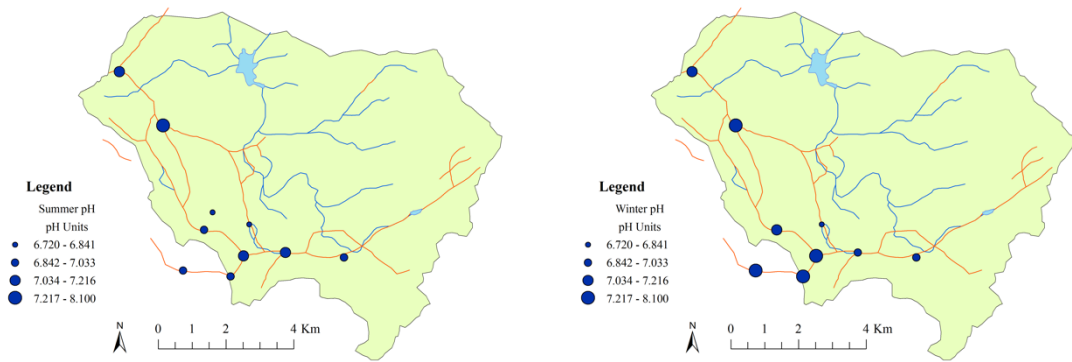 Legend
Summer pH
pH Units
6.720 - 6.841
6.842 - 7.033
7.034 - 7.216
7.217 - 8.100
N
0 1 2 4 Km
Legend
Winter pH
pH Units
6.720 - 6.841
6.842 - 7.033
7.034 - 7.216
7.217 - 8.100
N
0 1 2 4 Km